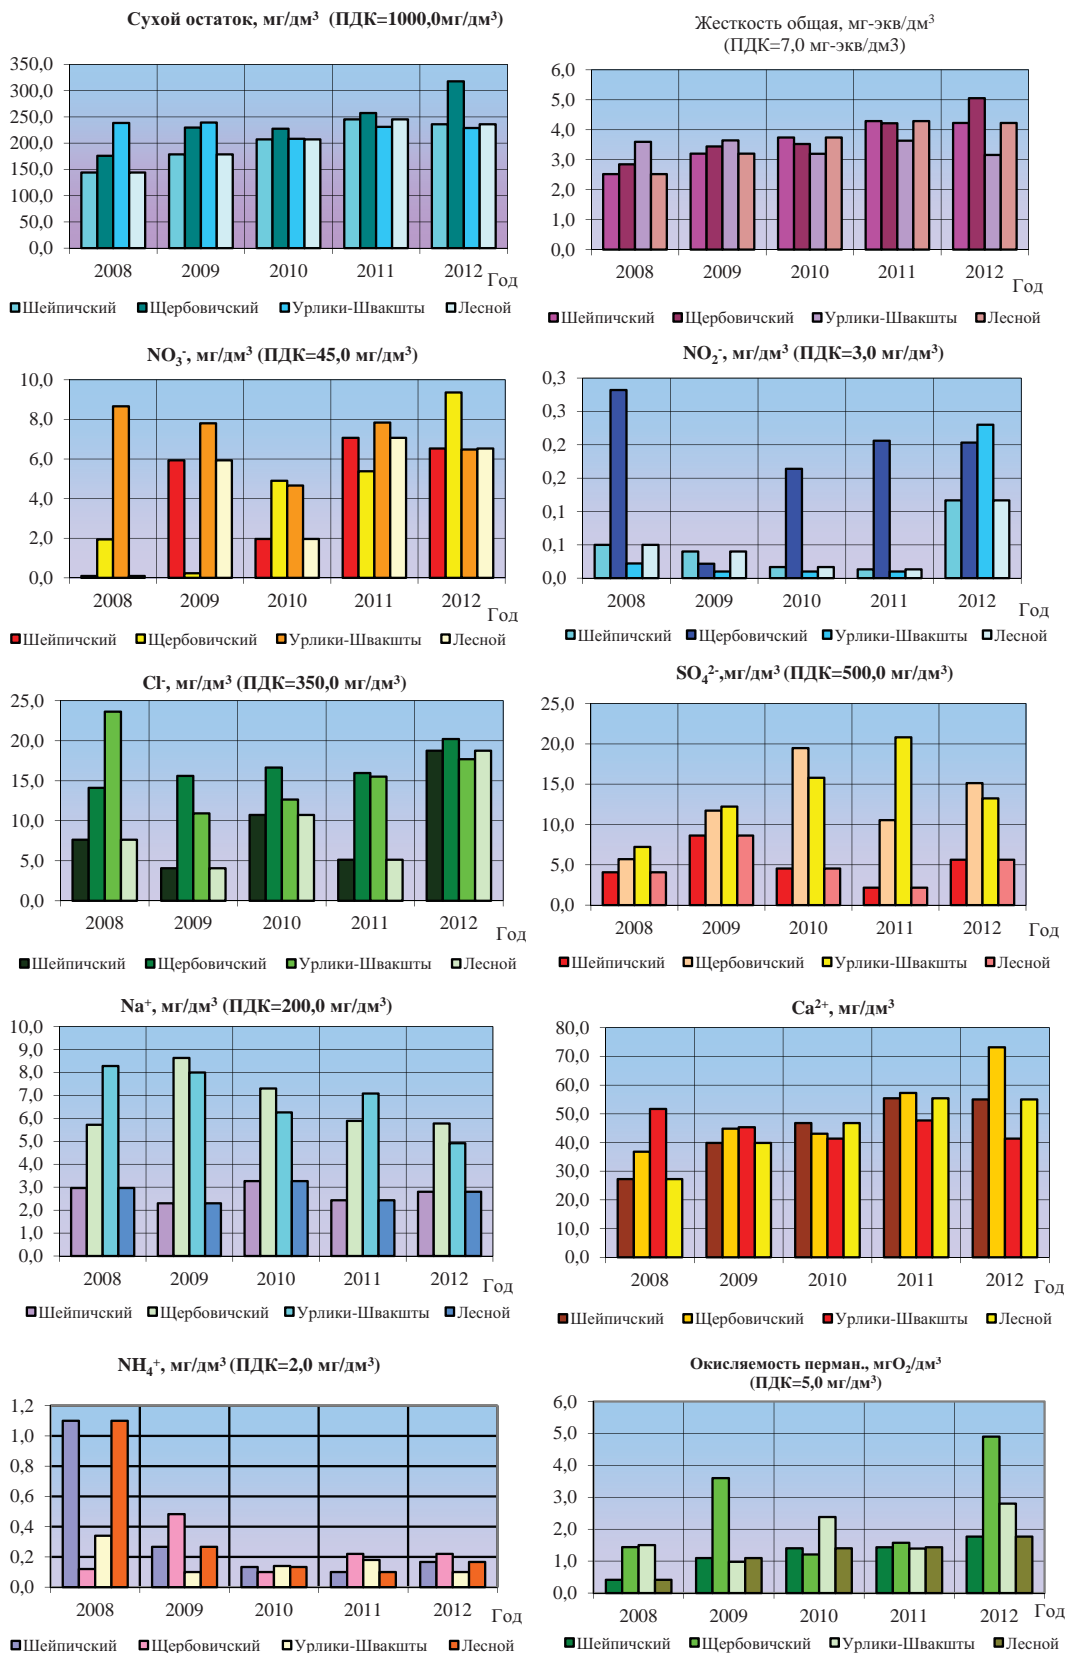 Сухой остаток, мг/дм³ (ПДК=1000,0мг/дм³)
350,0
300,0
250,0
200,0
150,0
100,0
50,0
0,0
2008 2009 2010 2011 2012
Год
Шейпичский Щербовичский Урлики-Швакшты Лесной
Жесткость общая, мг-экв/дм³
(ПДК=7,0 мг-экв/дм3)
6,0
5,0
4,0
3,0
2,0
1,0
0,0
2008 2009 2010 2011 2012
Год
Шейпичский Щербовичский Урлики-Швакшты Лесной
NO₃⁻, мг/дм³ (ПДК=45,0 мг/дм³)
10,0
8,0
6,0
4,0
2,0
0,0
2008 2009 2010 2011 2012
Год
Шейпичский Щербовичский Урлики-Швакшты Лесной
NO₂⁻, мг/дм³ (ПДК=3,0 мг/дм³)
0,3
0,3
0,2
0,2
0,1
0,1
0,0
2008 2009 2010 2011 2012
Год
Шейпичский Щербовичский Урлики-Швакшты Лесной
Cl⁻, мг/дм³ (ПДК=350,0 мг/дм³)
25,0
20,0
15,0
10,0
5,0
0,0
2008 2009 2010 2011 2012
Год
Шейпичский Щербовичский Урлики-Швакшты Лесной
SO₄²⁻,мг/дм³ (ПДК=500,0 мг/дм³)
25,0
20,0
15,0
10,0
5,0
0,0
2008 2009 2010 2011 2012
Год
Шейпичский Щербовичский Урлики-Швакшты Лесной
Na⁺, мг/дм³ (ПДК=200,0 мг/дм³)
10,0
9,0
8,0
7,0
6,0
5,0
4,0
3,0
2,0
1,0
0,0
2008 2009 2010 2011 2012
Год
Шейпичский Щербовичский Урлики-Швакшты Лесной
Ca²⁺, мг/дм³
80,0
70,0
60,0
50,0
40,0
30,0
20,0
10,0
0,0
2008 2009 2010 2011 2012
Год
Шейпичский Щербовичский Урлики-Швакшты Лесной
NH₄⁺, мг/дм³ (ПДК=2,0 мг/дм³)
1,2
1,0
0,8
0,6
0,4
0,2
0,0
2008 2009 2010 2011 2012
Год
Шейпичский Щербовичский Урлики-Швакшты Лесной
Окисляемость перман., мгO₂/дм³
(ПДК=5,0 мг/дм³)
6,0
5,0
4,0
3,0
2,0
1,0
0,0
2008 2009 2010 2011 2012
Год
Шейпичский Щербовичский Урлики-Швакшты Лесной